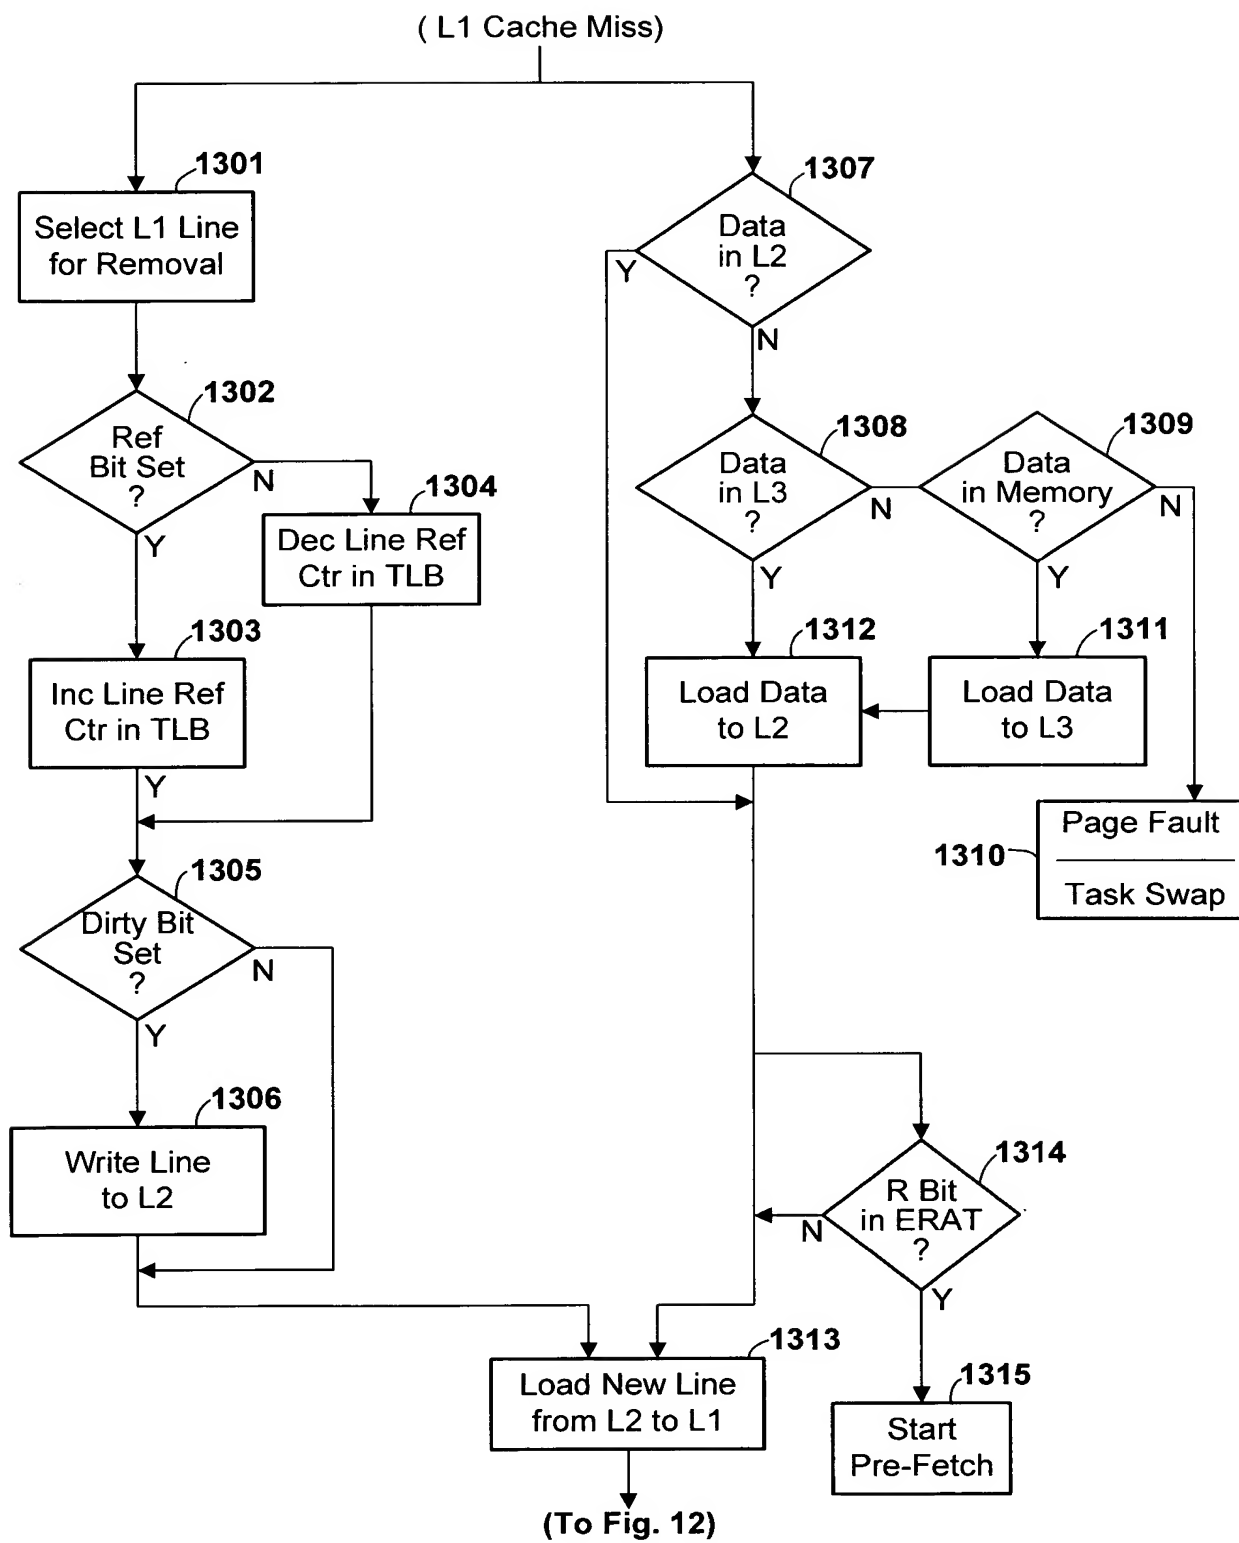 ( L1 Cache Miss)
1301
Select L1 Line
for Removal
1302
Ref
Bit Set
?
N
Y
1304
Dec Line Ref
Ctr in TLB
1303
Inc Line Ref
Ctr in TLB
Y
1305
Dirty Bit
Set
?
N
Y
1306
Write Line
to L2
1307
Data
in L2
?
Y
N
1308
Data
in L3
?
N
Y
1309
Data
in Memory
?
N
Y
1312
Load Data
to L2
1311
Load Data
to L3
1310
Page Fault
Task Swap
1314
R Bit
in ERAT
?
N
Y
1313
Load New Line
from L2 to L1
1315
Start
Pre-Fetch
(To Fig. 12)